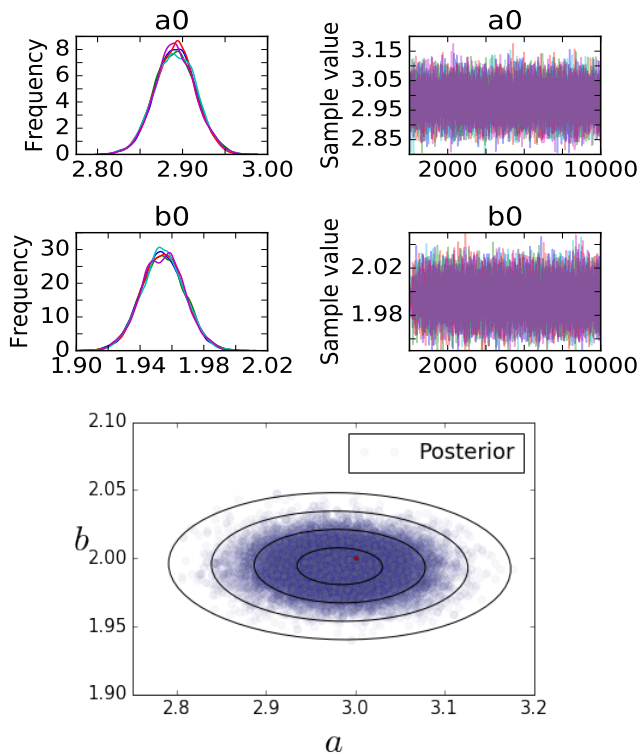 a0
a0
Frequency
8
6
4
2
0
2.80 2.90 3.00
Sample value
3.15
3.05
2.95
2.85
2000 6000 10000
b0
b0
Frequency
30
20
10
0
1.90 1.94 1.98 2.02
Sample value
2.02
1.98
2000 6000 10000
2.10
2.05
2.00
1.95
1.90
b
Posterior
2.8 2.9 3.0 3.1 3.2
a